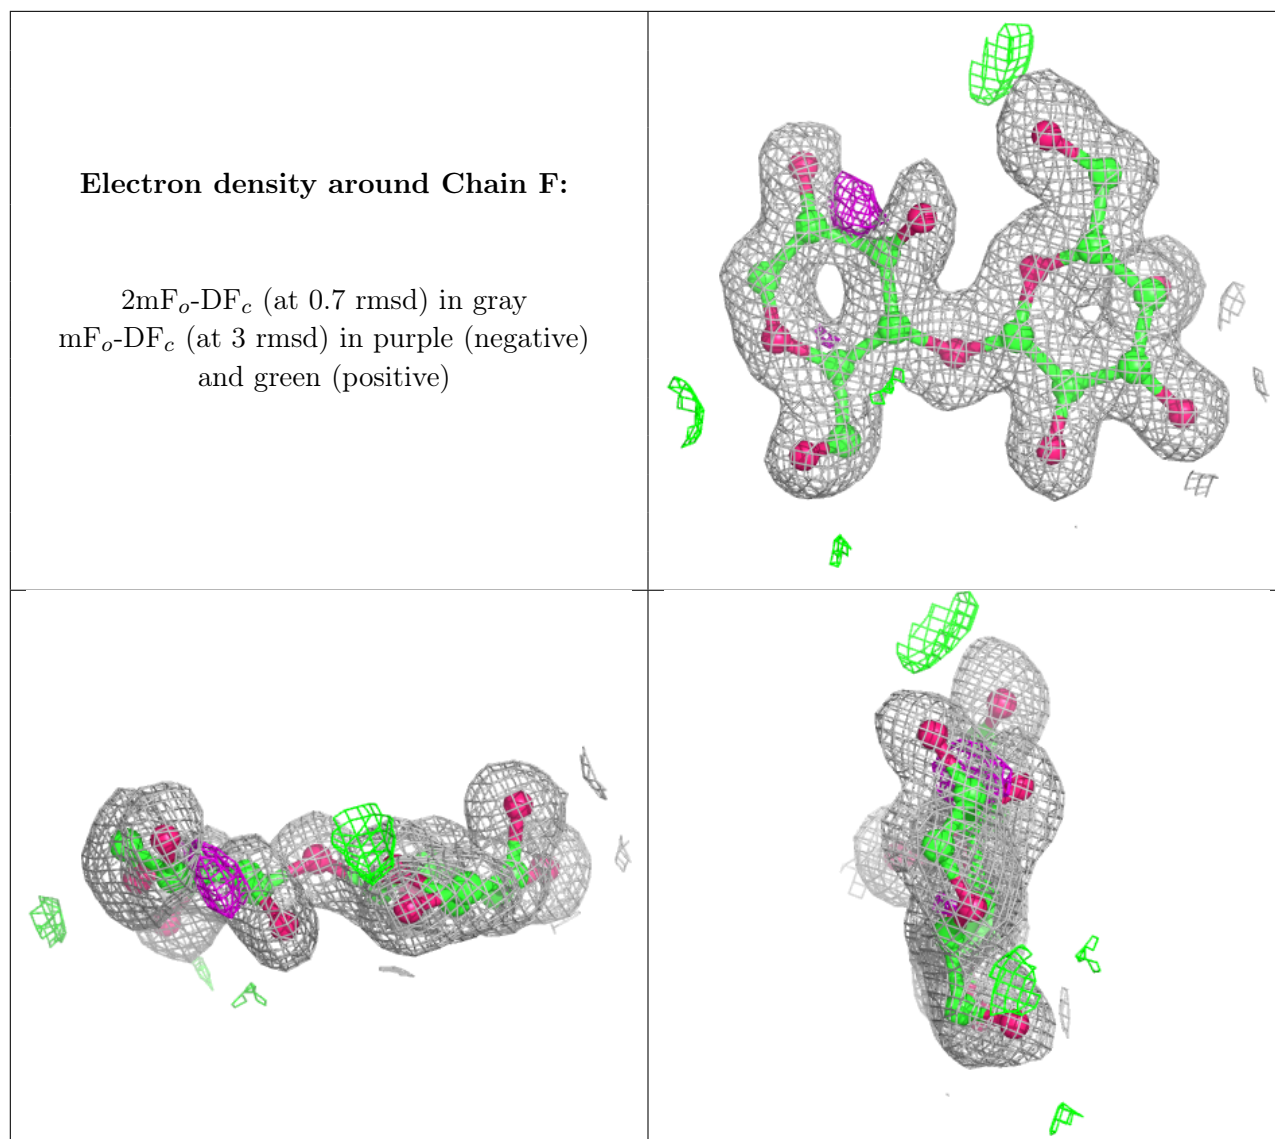 Electron density around Chain F:
2mFₒ-DF𝒸 (at 0.7 rmsd) in gray
mFₒ-DF𝒸 (at 3 rmsd) in purple (negative)
and green (positive)